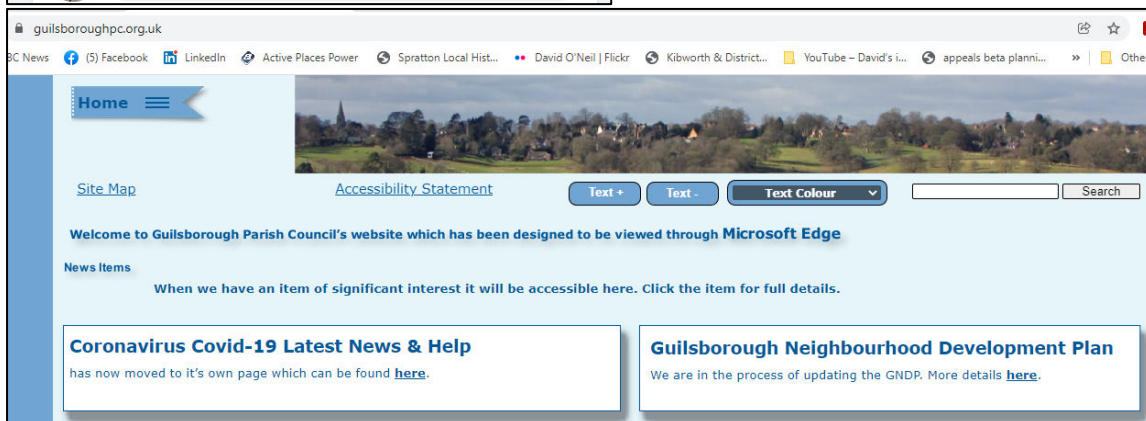 guilsboroughpc.org.uk
BC News (5) Facebook LinkedIn Active Places Power Spratton Local Hist... David O'Neil | Flickr Kibworth & District... YouTube – David's i... appeals beta planni... » Othe
Home
Site Map Accessibility Statement Text + Text - Text Colour Search
Welcome to Guilsborough Parish Council's website which has been designed to be viewed through Microsoft Edge
News Items
When we have an item of significant interest it will be accessible here. Click the item for full details.
Coronavirus Covid-19 Latest News & Help
has now moved to it's own page which can be found here.
Guilsborough Neighbourhood Development Plan
We are in the process of updating the GNDP. More details here.